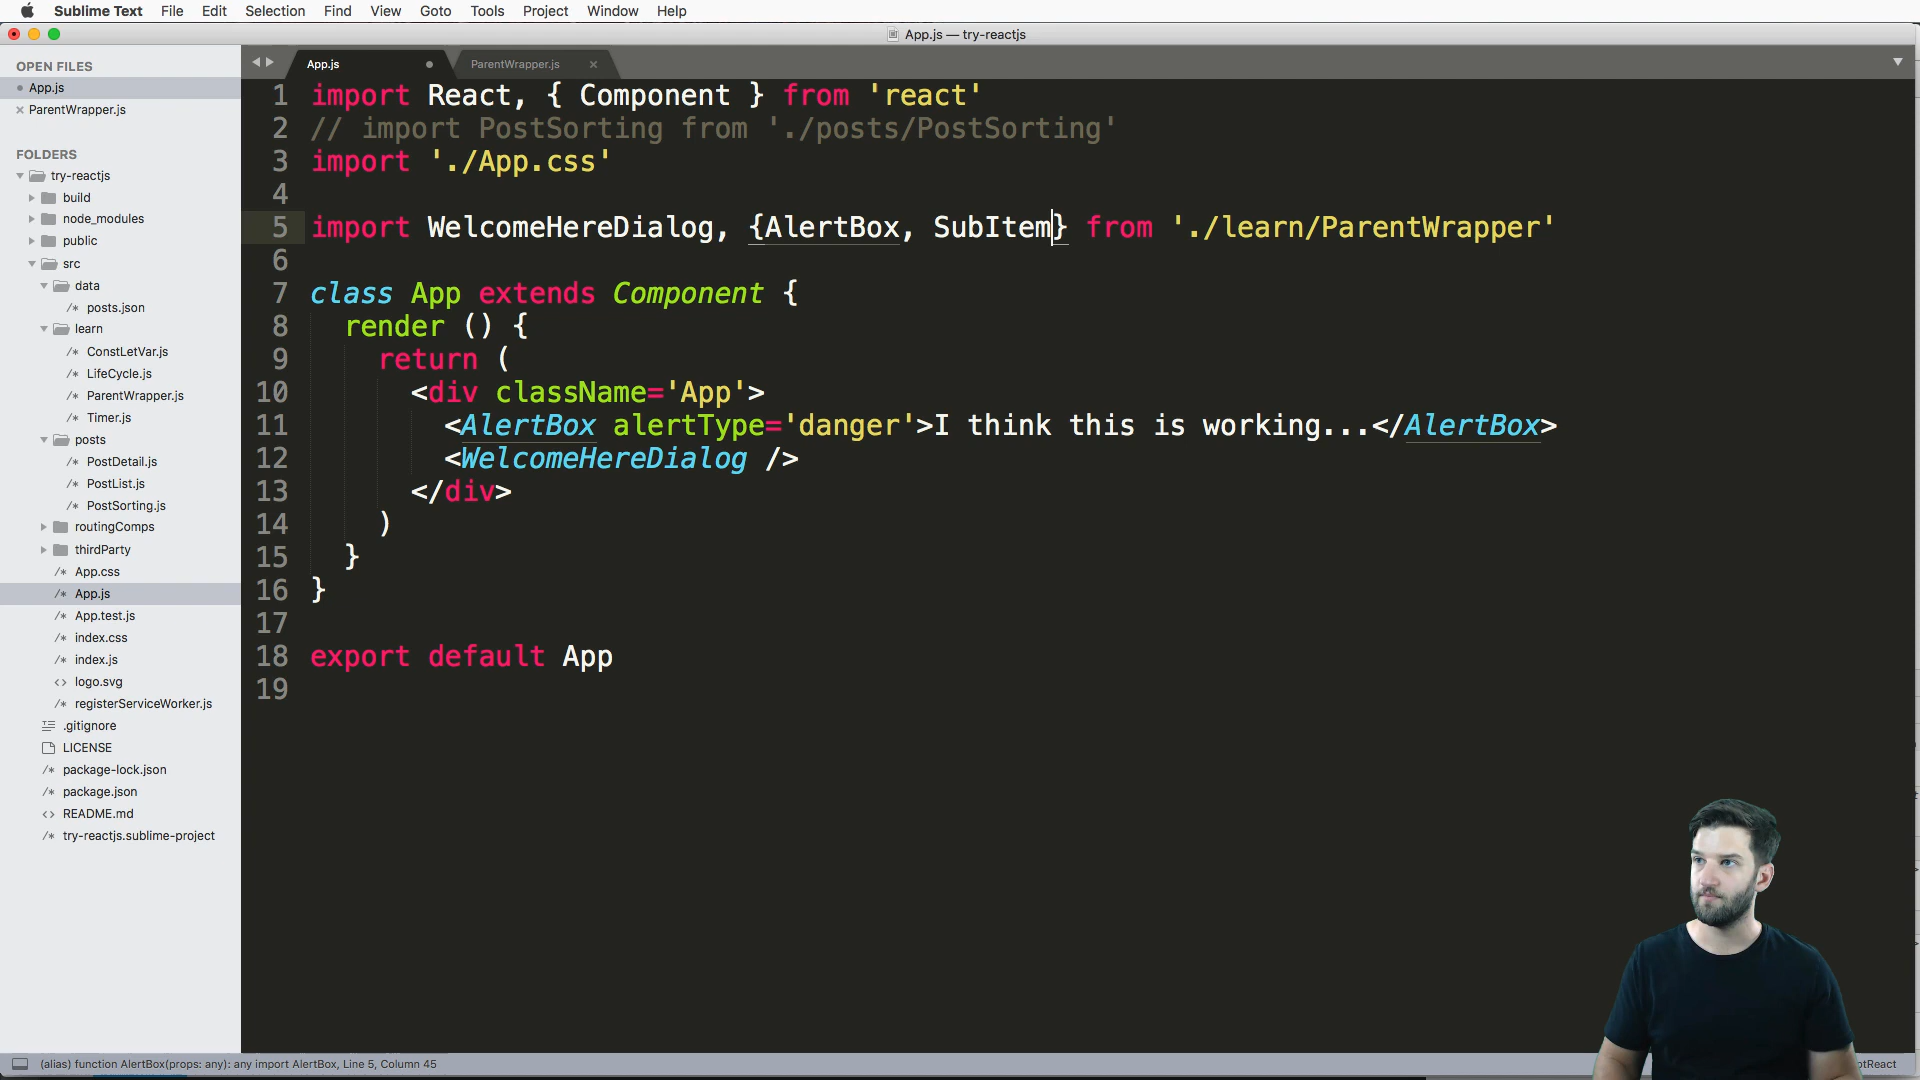 Sublime Text File Edit Selection Find View Goto Tools Project Window Help
App.js — try-reactjs
OPEN FILES
App.js
ParentWrapper.js
FOLDERS
try-reactjs
build
node_modules
public
src
data
posts.json
learn
ConstLetVar.js
LifeCycle.js
ParentWrapper.js
Timer.js
posts
PostDetail.js
PostList.js
PostSorting.js
routingComps
thirdParty
App.css
App.js
App.test.js
index.css
index.js
logo.svg
registerServiceWorker.js
.gitignore
LICENSE
package-lock.json
package.json
README.md
try-reactjs.sublime-project
App.js ParentWrapper.js
1 import React, { Component } from 'react'
2 // import PostSorting from './posts/PostSorting'
3 import './App.css'
4
5 import WelcomeHereDialog, {AlertBox, SubItem} from './learn/ParentWrapper'
6
7 class App extends Component {
8 render () {
9 return (
10 <div className='App'>
11 <AlertBox alertType='danger'>I think this is working...</AlertBox>
12 <WelcomeHereDialog />
13 </div>
14 )
15 }
16 }
17
18 export default App
19
(alias) function AlertBox(props: any): any import AlertBox, Line 5, Column 45